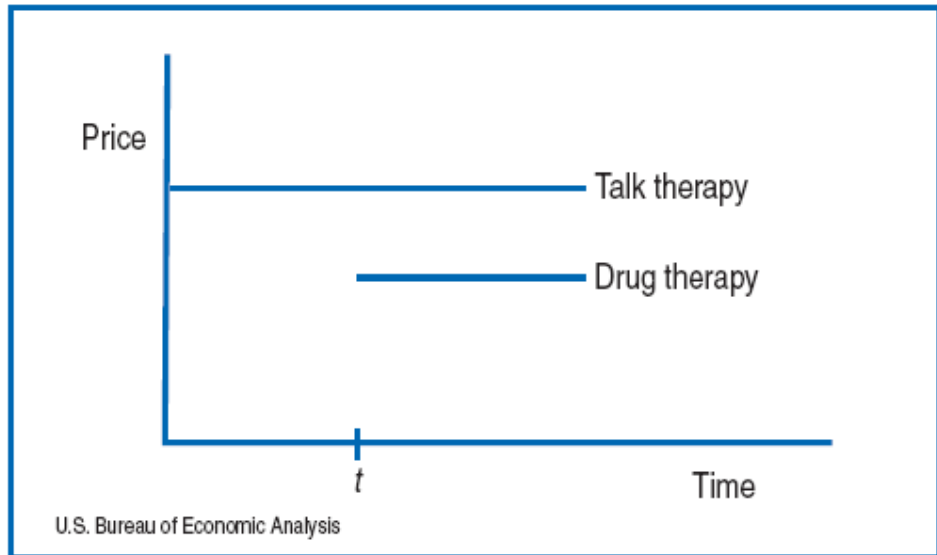 Price
Talk therapy
Drug therapy
t
Time
U.S. Bureau of Economic Analysis